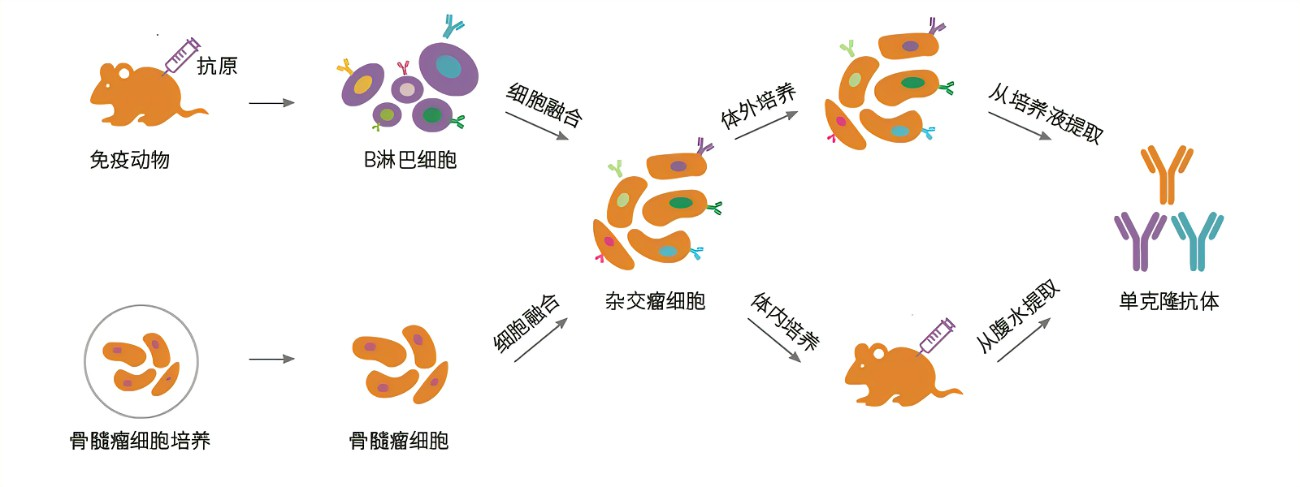 抗原
免疫动物
B淋巴细胞
细胞融合
骨髓瘤细胞培养
骨髓瘤细胞
细胞融合
杂交瘤细胞
体外培养
从培养液提取
体内培养
从腹水提取
单克隆抗体